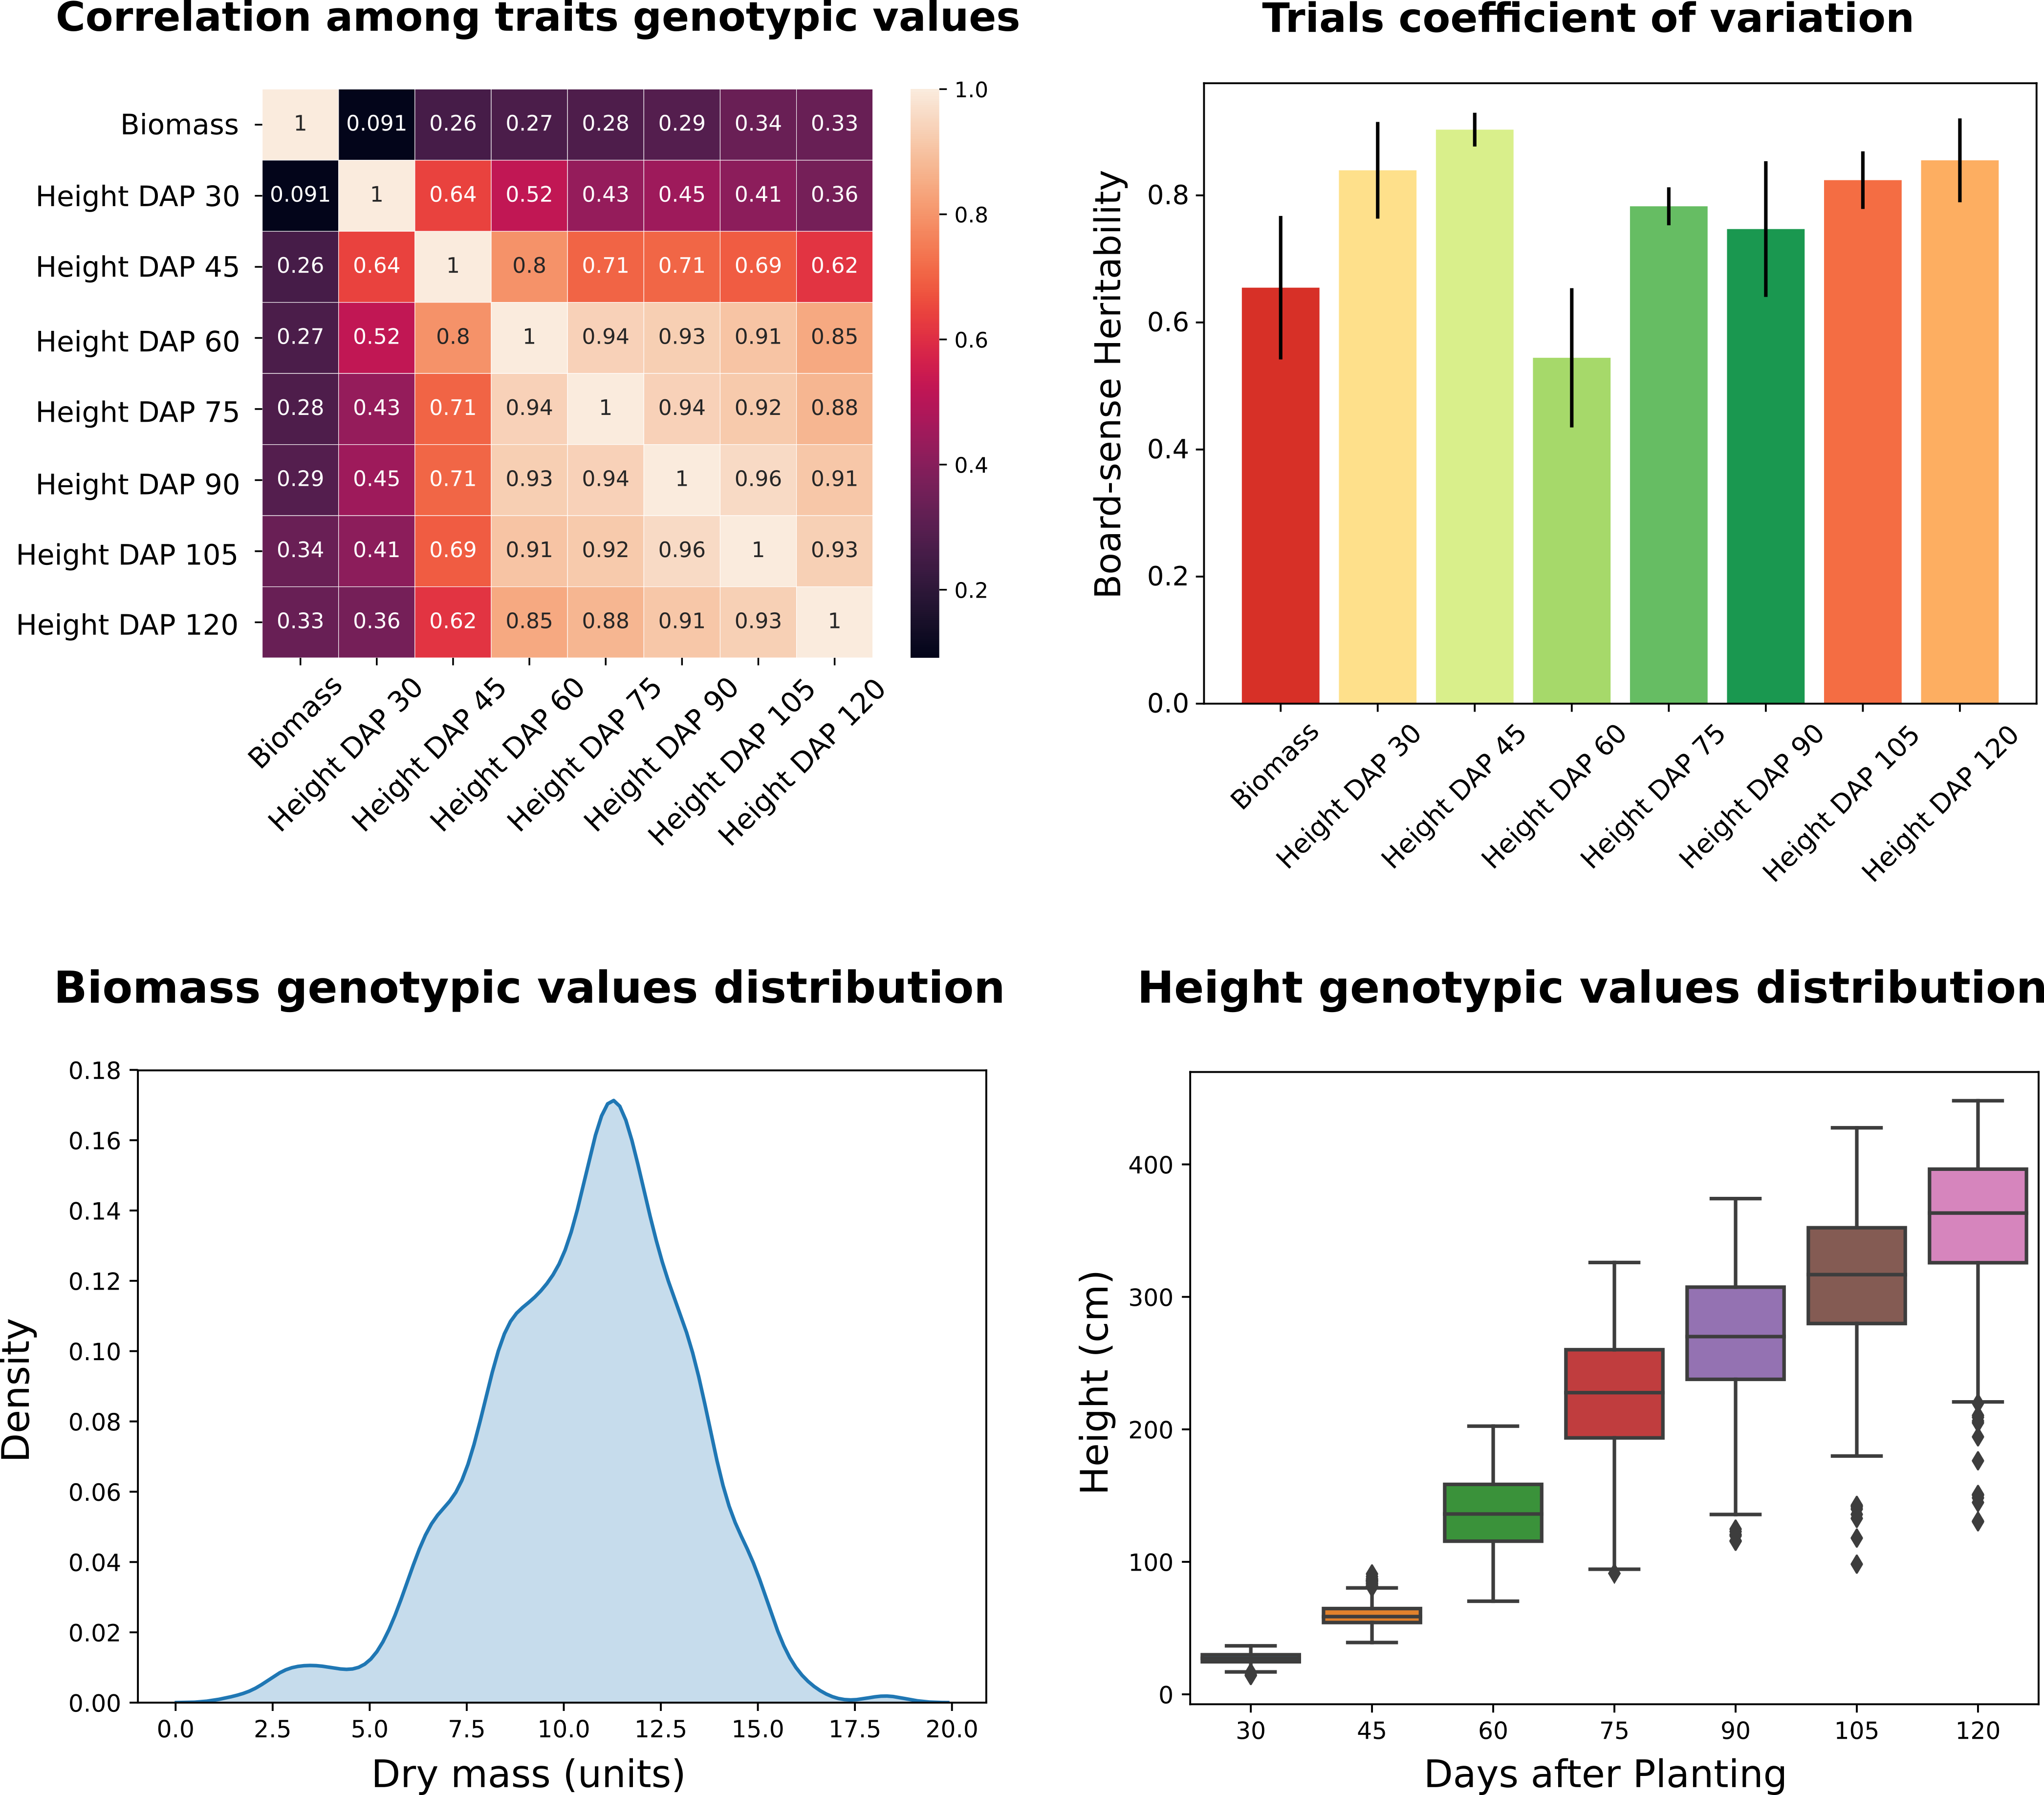 Correlation among traits genotypic values
Biomass 1 0.091 0.26 0.27 0.28 0.29 0.34 0.33
Height DAP 30 0.091 1 0.64 0.52 0.43 0.45 0.41 0.36
Height DAP 45 0.26 0.64 1 0.8 0.71 0.71 0.69 0.62
Height DAP 60 0.27 0.52 0.8 1 0.94 0.93 0.91 0.85
Height DAP 75 0.28 0.43 0.71 0.94 1 0.94 0.92 0.88
Height DAP 90 0.29 0.45 0.71 0.93 0.94 1 0.96 0.91
Height DAP 105 0.34 0.41 0.69 0.91 0.92 0.96 1 0.93
Height DAP 120 0.33 0.36 0.62 0.85 0.88 0.91 0.93 1
Biomass
Height DAP 30
Height DAP 45
Height DAP 60
Height DAP 75
Height DAP 90
Height DAP 105
Height DAP 120
1.0
0.8
0.6
0.4
0.2
Trials coefficient of variation
Board-sense Heritability
0.8
0.6
0.4
0.2
0.0
Biomass
Height DAP 30
Height DAP 45
Height DAP 60
Height DAP 75
Height DAP 90
Height DAP 105
Height DAP 120
Biomass genotypic values distribution
Density
0.18
0.16
0.14
0.12
0.10
0.08
0.06
0.04
0.02
0.00
0.0 2.5 5.0 7.5 10.0 12.5 15.0 17.5 20.0
Dry mass (units)
Height genotypic values distribution
Height (cm)
400
300
200
100
0
30 45 60 75 90 105 120
Days after Planting